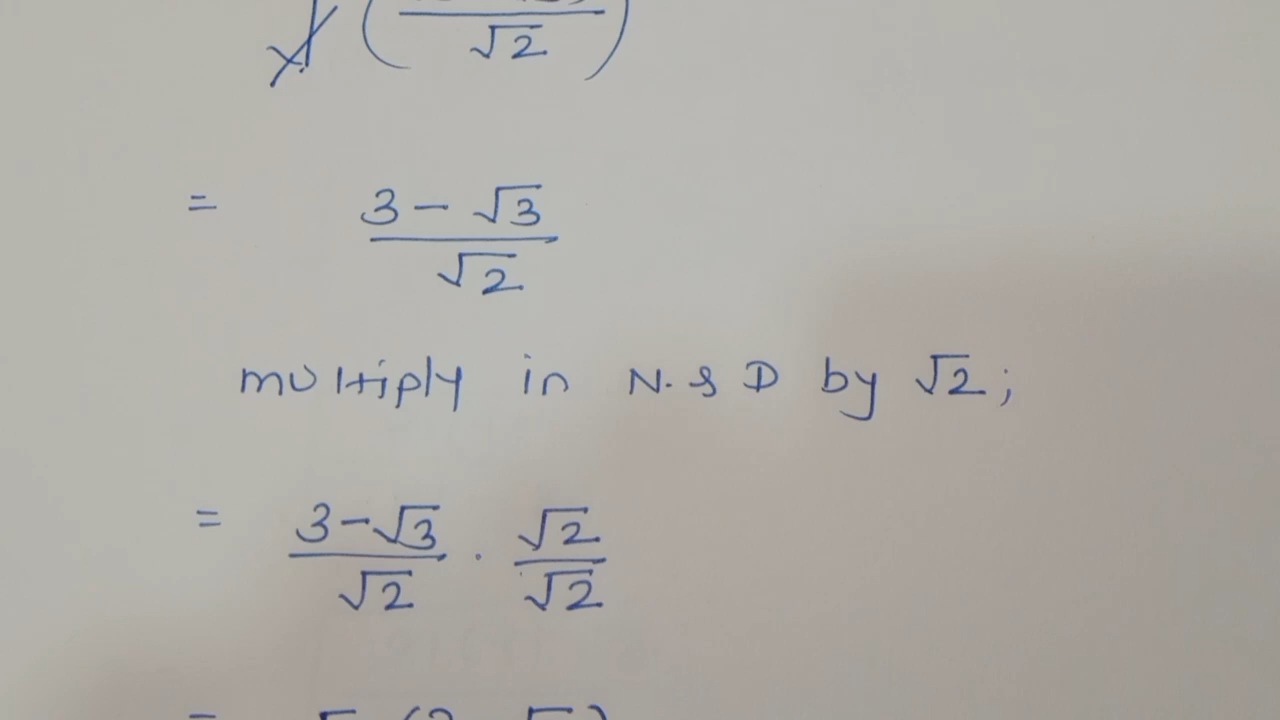 √2
= 3 - √3
√2
multiply in N. & D by √2;
= 3-√3 . √2
√2 √2
=